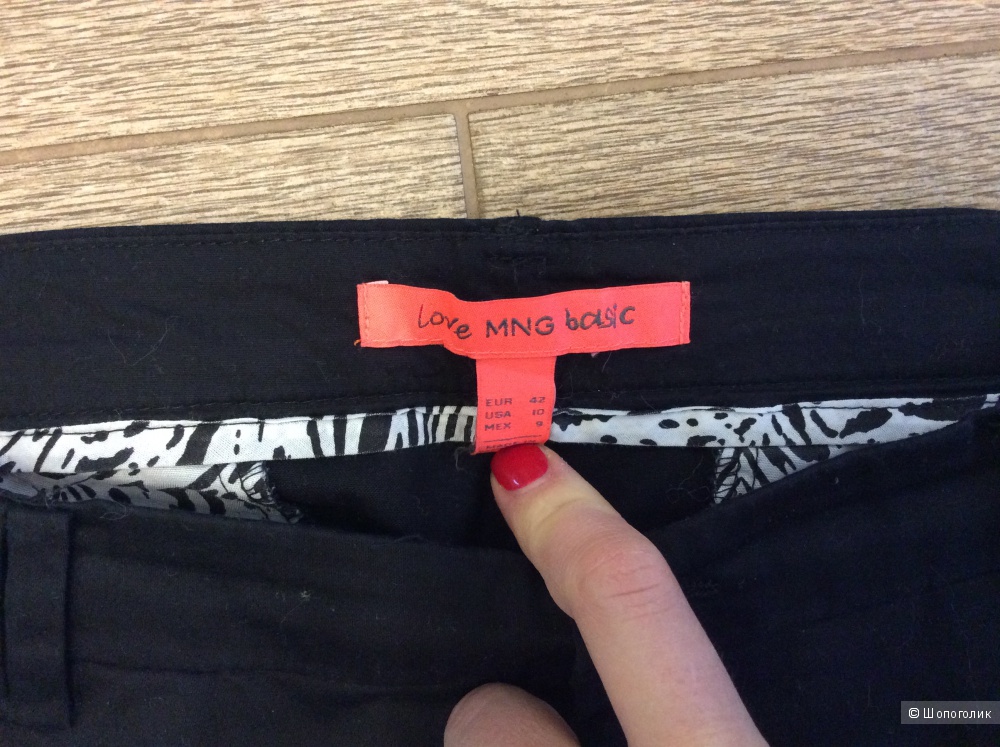 Love MNG basic
EUR 42
USA 10
MEX 9
© Шопоголик